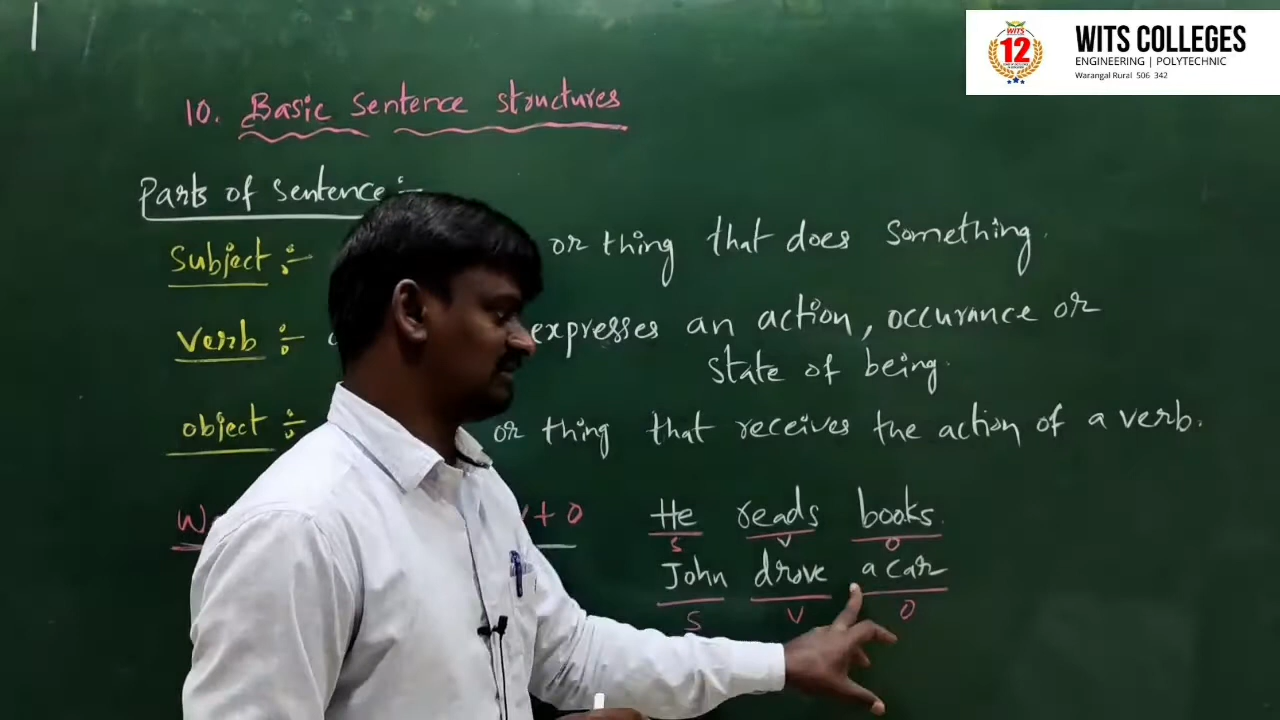 WITS
12
WITS COLLEGES
ENGINEERING | POLYTECHNIC
Warangal Rural 506 342
10. Basic Sentence structures
Parts of Sentence :-
Subject :- or thing that does something.
Verb :- expresses an action, occurance or
state of being.
object :- or thing that receives the action of a verb.
+ O
He reads books.
S V O
John drove a car
S V O